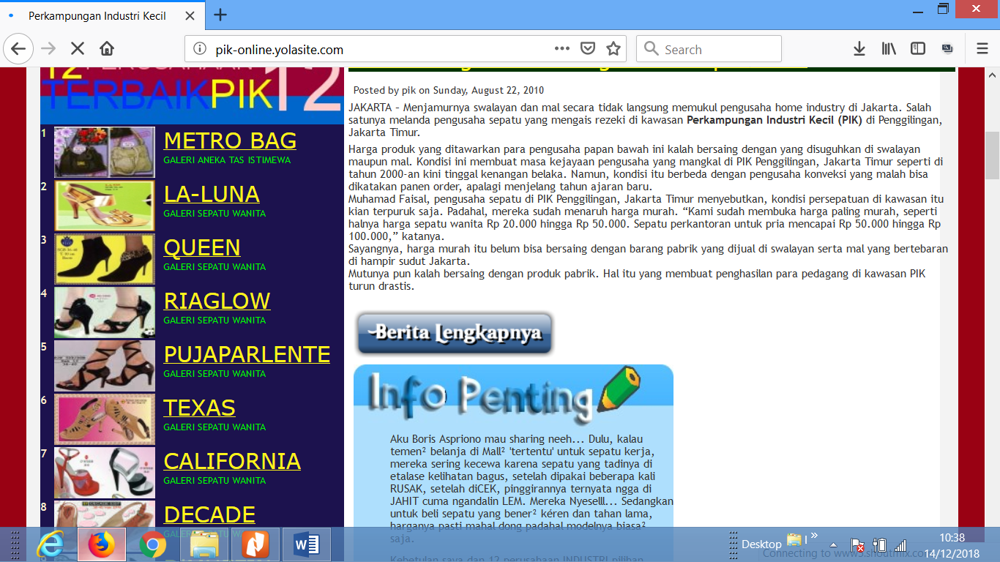 Perkampungan Industri Kecil
pik-online.yolasite.com
Search
12 PERUSAHAAN
TERBAIKPIK 12
1
METRO BAG
GALERI ANEKA TAS ISTIMEWA
2
LA-LUNA
GALERI SEPATU WANITA
3
QUEEN
GALERI SEPATU WANITA
4
RIAGLOW
GALERI SEPATU WANITA
5
PUJAPARLENTE
GALERI SEPATU WANITA
6
TEXAS
GALERI SEPATU WANITA
7
CALIFORNIA
GALERI SEPATU WANITA
8
DECADE
Posted by pik on Sunday, August 22, 2010
JAKARTA – Menjamurnya swalayan dan mal secara tidak langsung memukul pengusaha home industry di Jakarta. Salah
satunya melanda pengusaha sepatu yang mengais rezeki di kawasan Perkampungan Industri Kecil (PIK) di Penggilingan,
Jakarta Timur.
Harga produk yang ditawarkan para pengusaha papan bawah ini kalah bersaing dengan yang disuguhkan di swalayan
maupun mal. Kondisi ini membuat masa kejayaan pengusaha yang mangkal di PIK Penggilingan, Jakarta Timur seperti di
tahun 2000-an kini tinggal kenangan belaka. Namun, kondisi itu berbeda dengan pengusaha konveksi yang malah bisa
dikatakan panen order, apalagi menjelang tahun ajaran baru.
Muhamad Faisal, pengusaha sepatu di PIK Penggilingan, Jakarta Timur menyebutkan, kondisi persepatuan di kawasan itu
kian terpuruk saja. Padahal, mereka sudah menaruh harga murah. “Kami sudah membuka harga paling murah, seperti
halnya harga sepatu wanita Rp 20.000 hingga Rp 50.000. Sepatu perkantoran untuk pria mencapai Rp 50.000 hingga Rp
100.000,” katanya.
Sayangnya, harga murah itu belum bisa bersaing dengan barang pabrik yang dijual di swalayan serta mal yang bertebaran
di hampir sudut Jakarta.
Mutunya pun kalah bersaing dengan produk pabrik. Hal itu yang membuat penghasilan para pedagang di kawasan PIK
turun drastis.
Berita Lengkapnya
Info Penting
Aku Boris Aspriono mau sharing neeh... Dulu, kalau
temen² belanja di Mall² 'tertentu' untuk sepatu kerja,
mereka sering kecewa karena sepatu yang tadinya di
etalase kelihatan bagus, setelah dipakai beberapa kali
RUSAK, setelah diCEK, pinggirannya ternyata ngga di
JAHIT cuma ngandalin LEM. Mereka Nyeselll... Sedangkan
untuk beli sepatu yang bener² kéren dan tahan lama,
harganya pasti mahal dong padahal modelnya biasa²
saja.
Kebetulan saya dan 12 perusahaan INDUSTRI pilihan
Desktop
10:38
14/12/2018